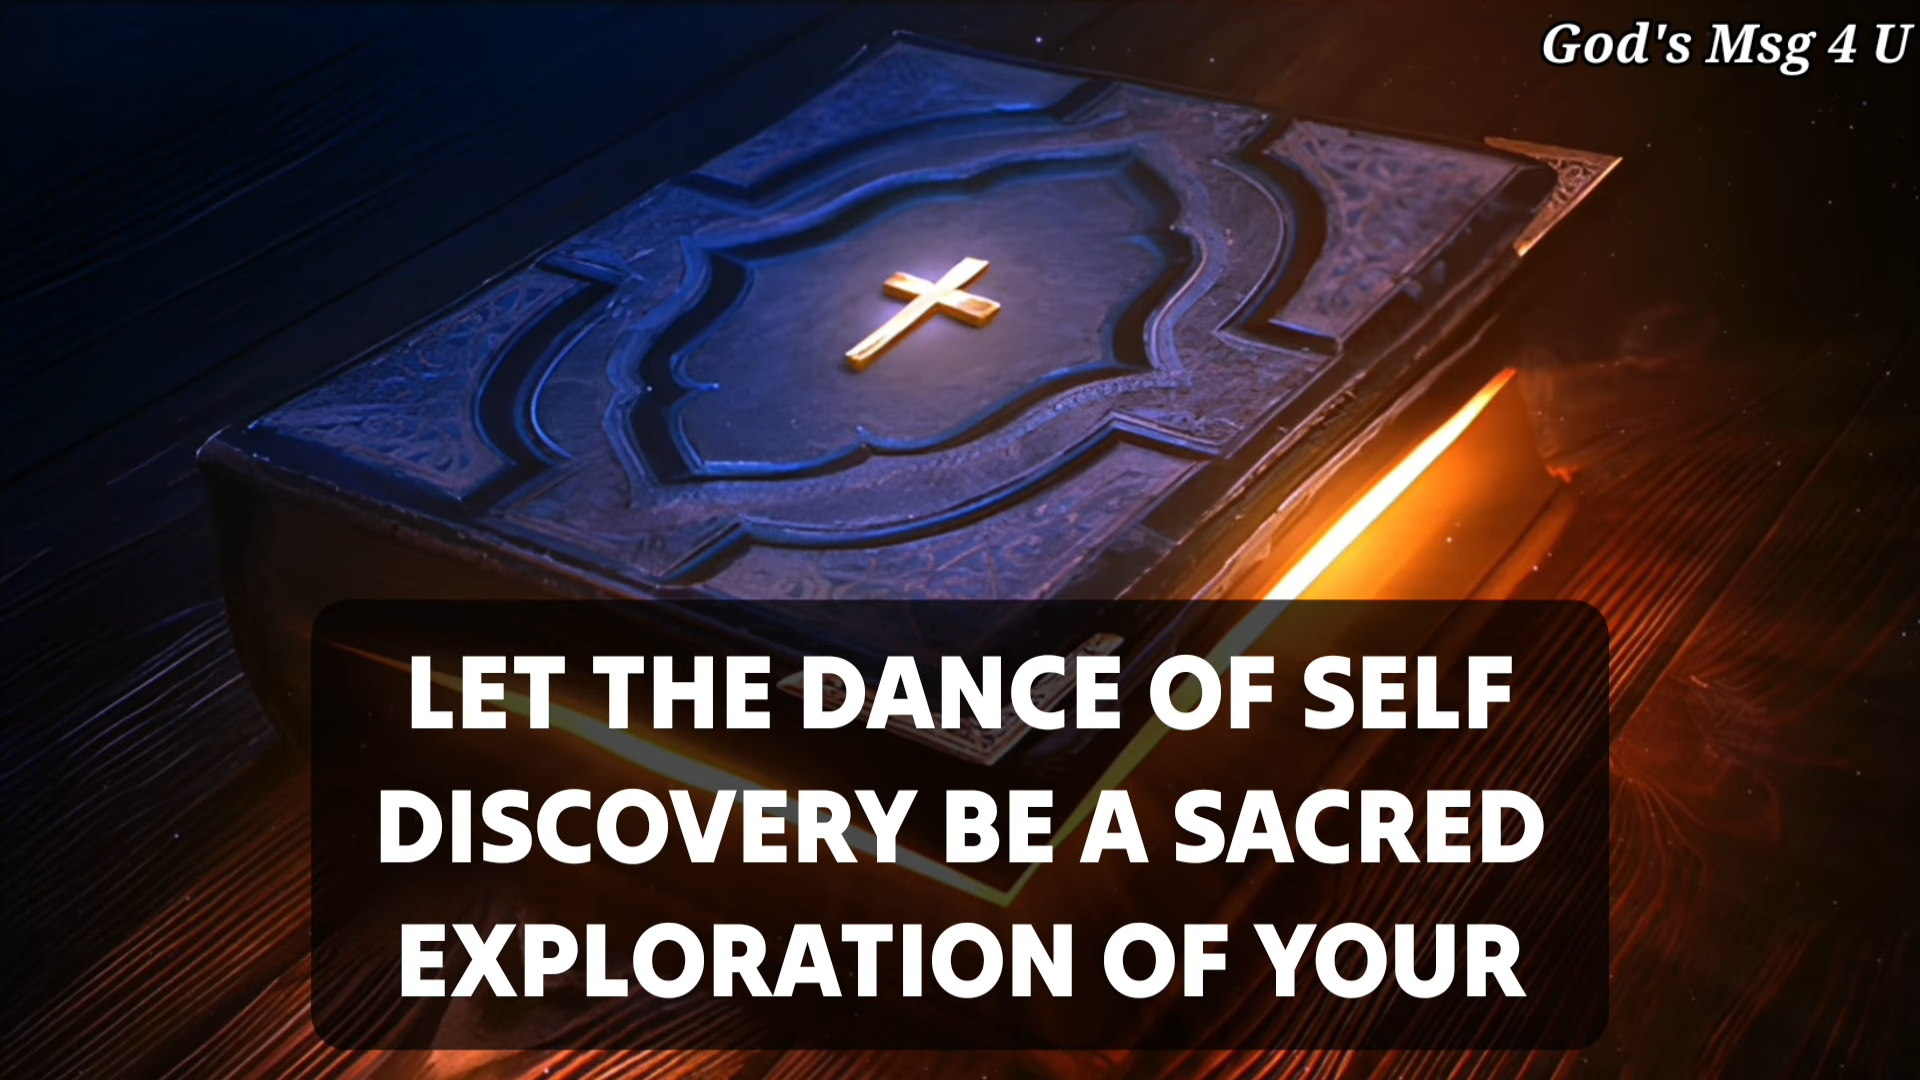 God's Msg 4 U
LET THE DANCE OF SELF
DISCOVERY BE A SACRED
EXPLORATION OF YOUR